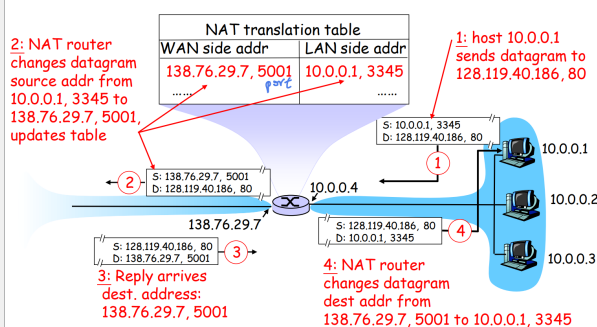 NAT translation table
WAN side addr LAN side addr
138.76.29.7, 5001 10.0.0.1, 3345
port
...... ......
2: NAT router
changes datagram
source addr from
10.0.0.1, 3345 to
138.76.29.7, 5001,
updates table
1: host 10.0.0.1
sends datagram to
128.119.40.186, 80
S: 10.0.0.1, 3345
D: 128.119.40.186, 80
1
10.0.0.1
S: 138.76.29.7, 5001
D: 128.119.40.186, 80
2
10.0.0.4
10.0.0.2
138.76.29.7
S: 128.119.40.186, 80
D: 10.0.0.1, 3345
4
S: 128.119.40.186, 80
D: 138.76.29.7, 5001
3
10.0.0.3
3: Reply arrives
dest. address:
138.76.29.7, 5001
4: NAT router
changes datagram
dest addr from
138.76.29.7, 5001 to 10.0.0.1, 3345